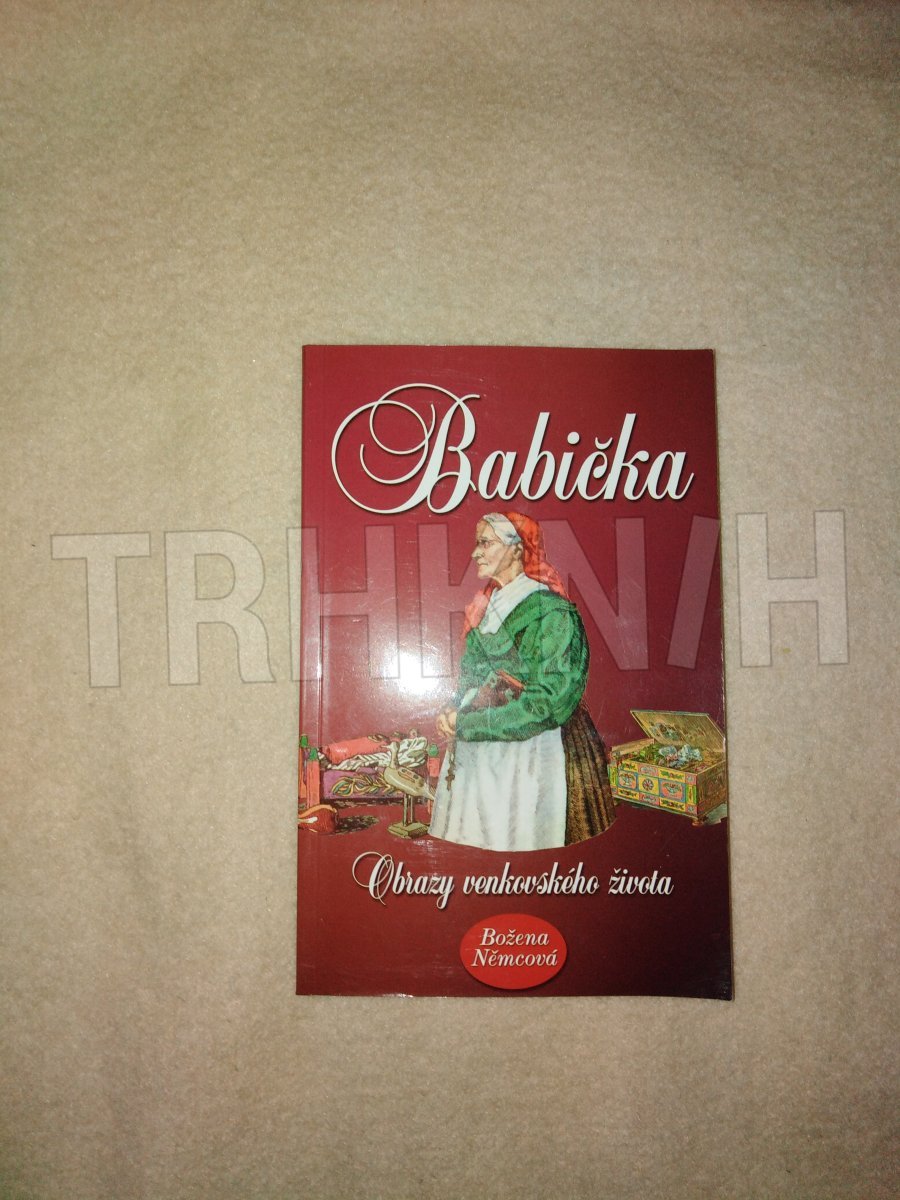 Babička
TRHKNIH
Obrazy venkovského života
Božena
Němcová